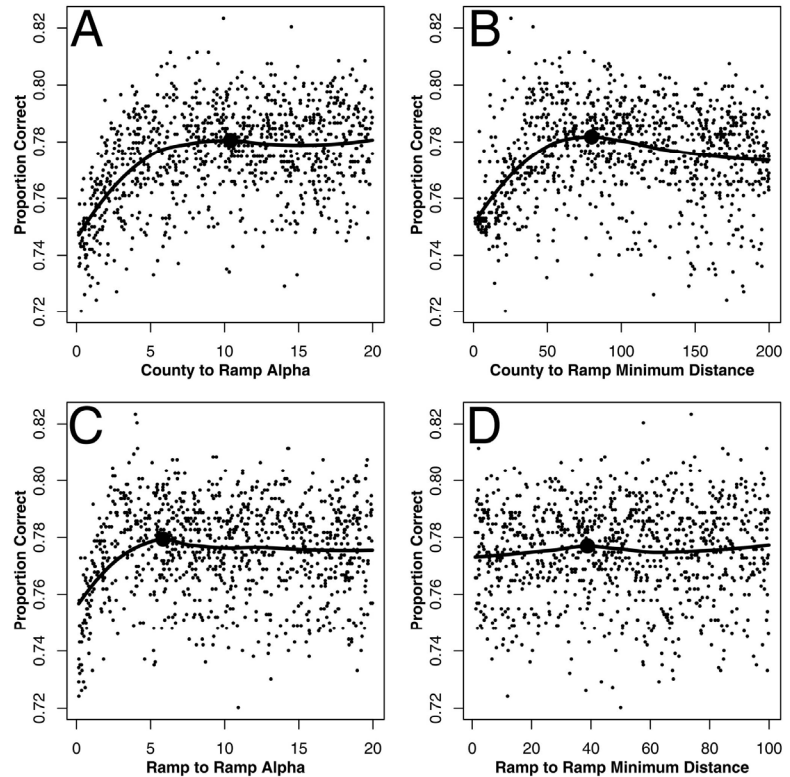 A
B
Proportion Correct
0.82
0.80
0.78
0.76
0.74
0.72
0 5 10 15 20
County to Ramp Alpha
Proportion Correct
0.82
0.80
0.78
0.76
0.74
0.72
0 50 100 150 200
County to Ramp Minimum Distance
C
D
Proportion Correct
0.82
0.80
0.78
0.76
0.74
0.72
0 5 10 15 20
Ramp to Ramp Alpha
Proportion Correct
0.82
0.80
0.78
0.76
0.74
0.72
0 20 40 60 80 100
Ramp to Ramp Minimum Distance